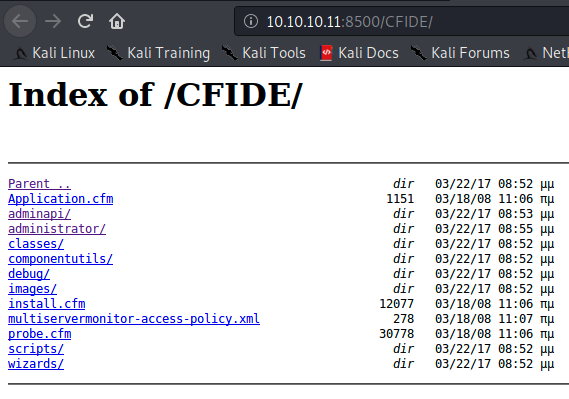 10.10.10.11:8500/CFIDE/
Kali Linux Kali Training Kali Tools Kali Docs Kali Forums
Index of /CFIDE/
Parent .. dir 03/22/17 08:52 μμ
Application.cfm 1151 03/18/08 11:06 πμ
adminapi/ dir 03/22/17 08:53 μμ
administrator/ dir 03/22/17 08:55 μμ
classes/ dir 03/22/17 08:52 μμ
componentutils/ dir 03/22/17 08:52 μμ
debug/ dir 03/22/17 08:52 μμ
images/ dir 03/22/17 08:52 μμ
install.cfm 12077 03/18/08 11:06 πμ
multiservermonitor-access-policy.xml 278 03/18/08 11:07 πμ
probe.cfm 30778 03/18/08 11:06 πμ
scripts/ dir 03/22/17 08:52 μμ
wizards/ dir 03/22/17 08:52 μμ